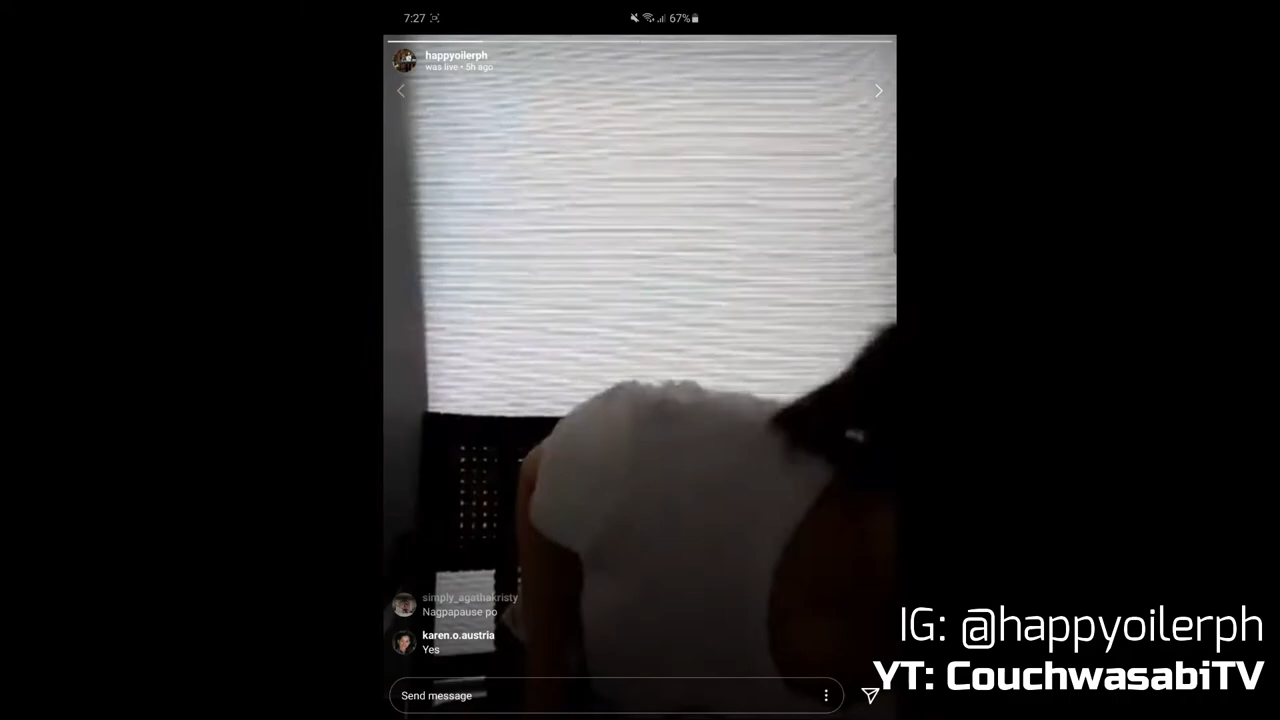 7:27
67%
happyoilerph
was live • 5h ago
simply_agathakristy
Nagpapause po
karen.o.austria
Yes
Send message
IG: @happyoilerph
YT: CouchwasabiTV